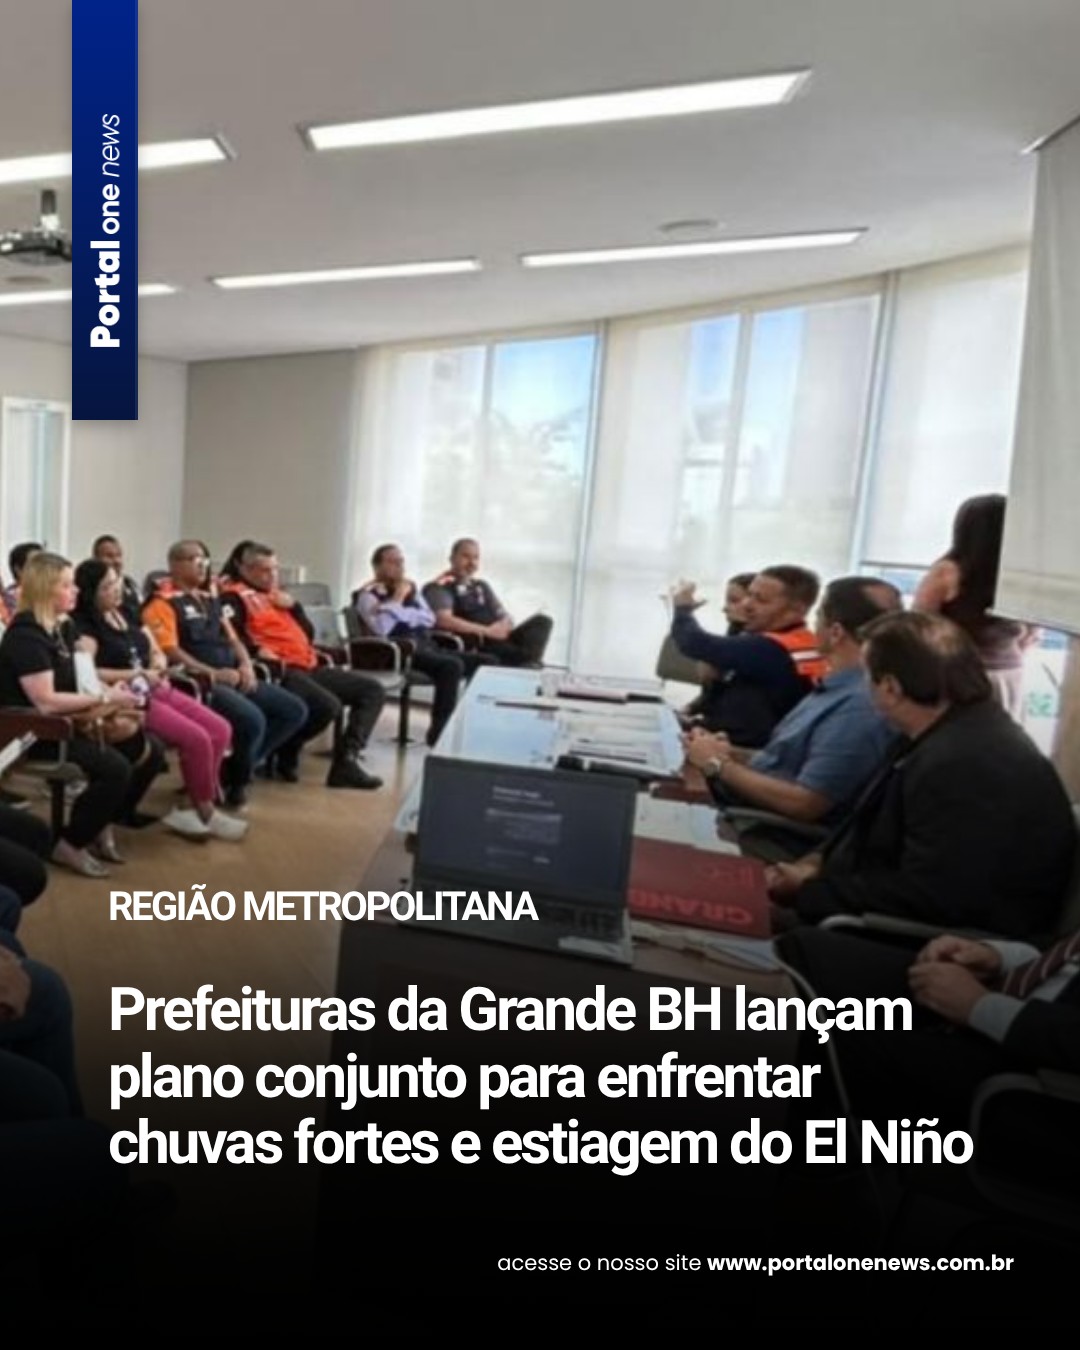 Portal one news
REGIÃO METROPOLITANA
Prefeituras da Grande BH lançam
plano conjunto para enfrentar
chuvas fortes e estiagem do El Niño
acesse o nosso site www.portalonenews.com.br